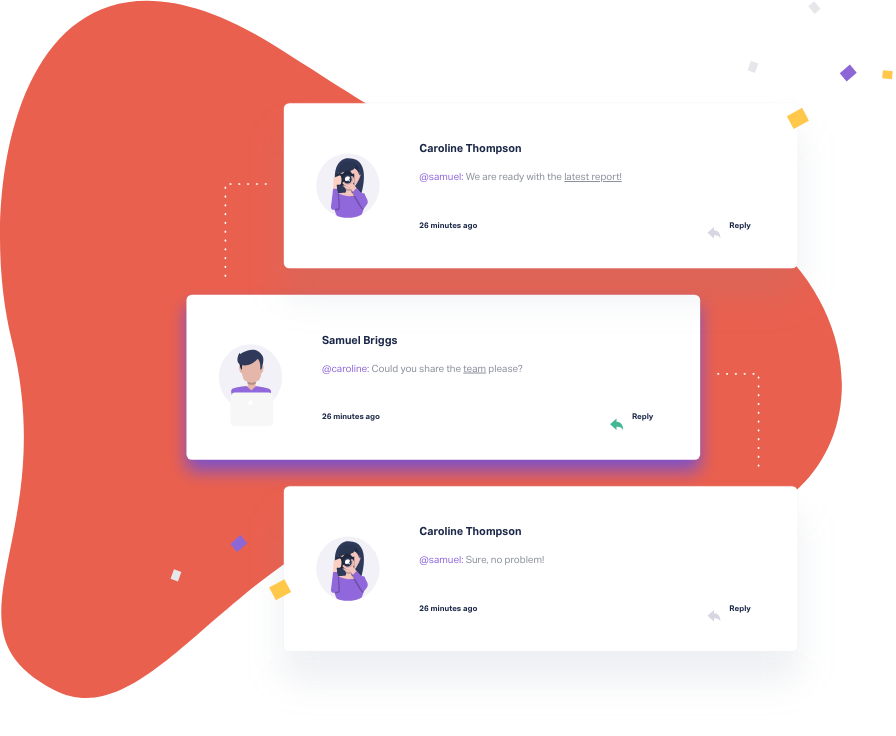 Caroline Thompson
@samuel: We are ready with the latest report!
26 minutes ago Reply
Samuel Briggs
@caroline: Could you share the team please?
26 minutes ago Reply
Caroline Thompson
@samuel: Sure, no problem!
26 minutes ago Reply